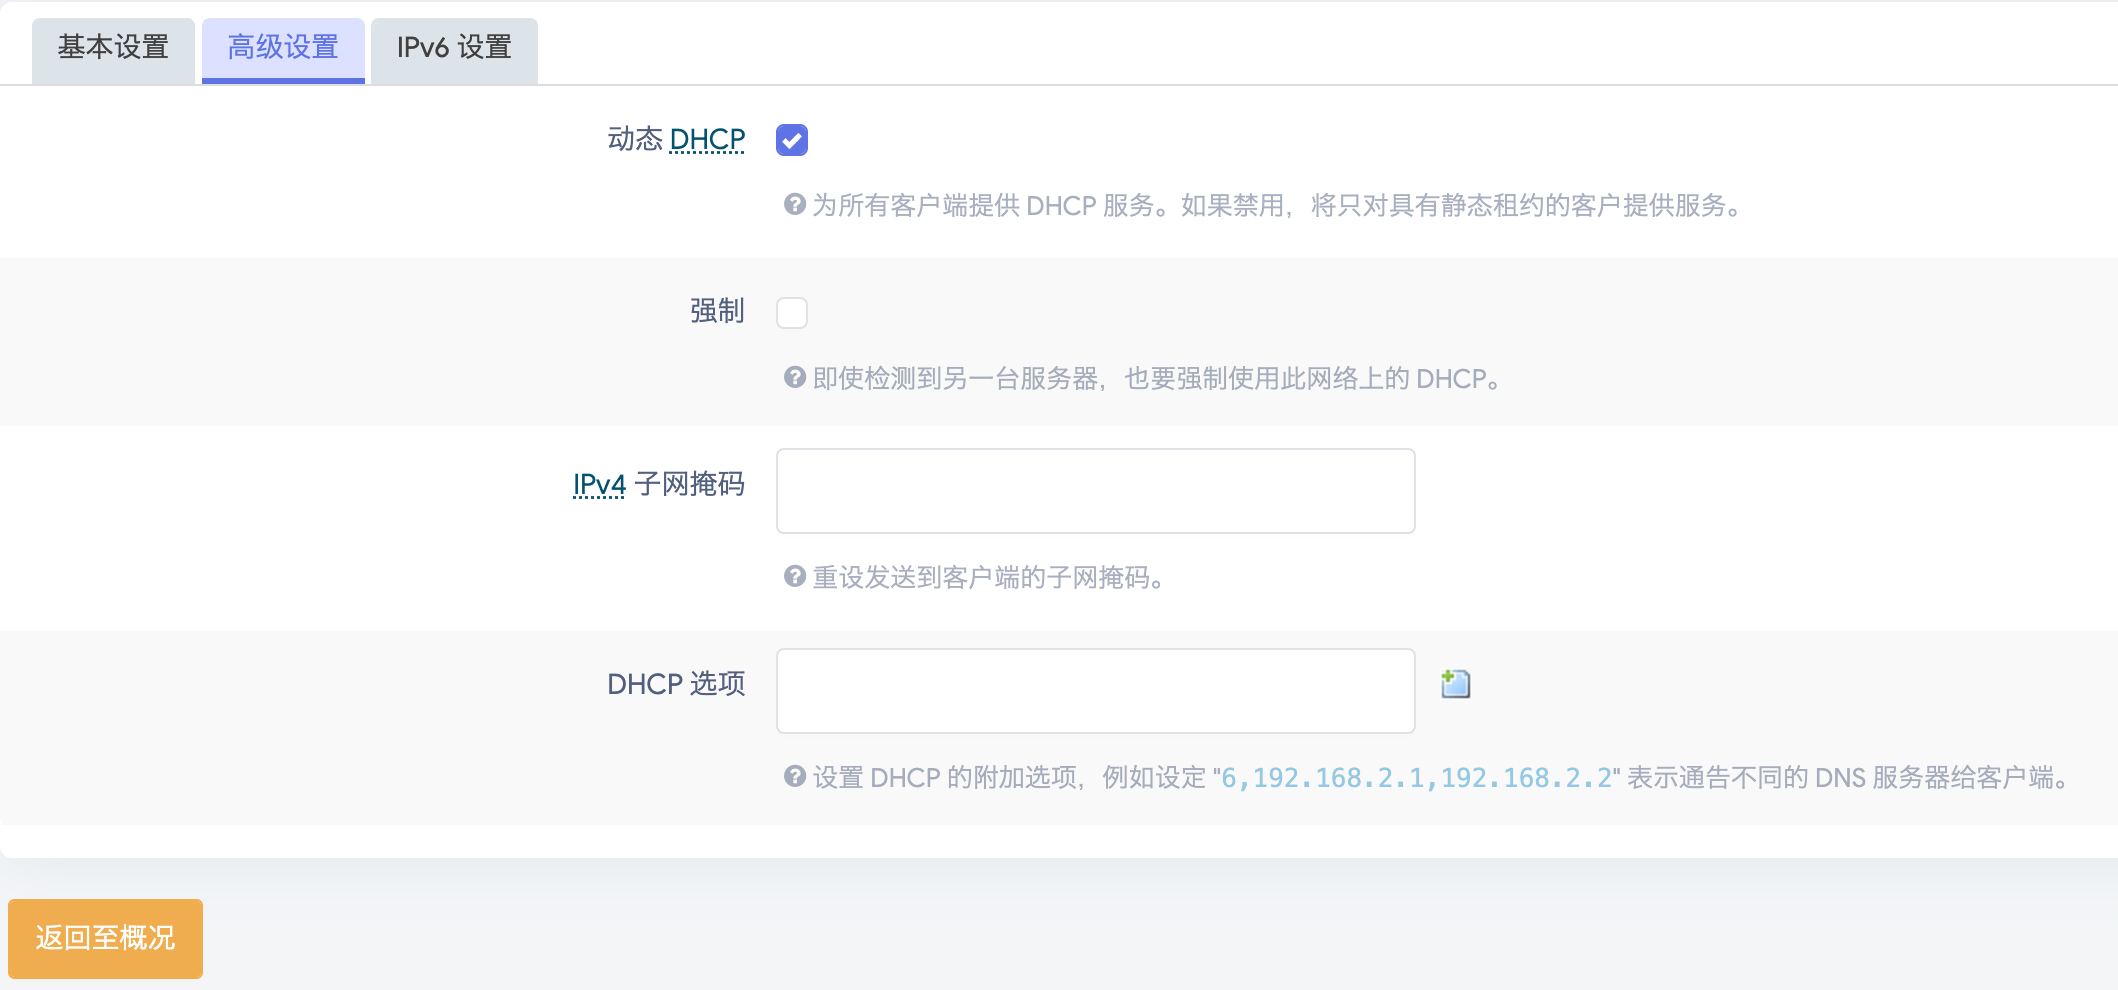 基本设置 高级设置 IPv6 设置
动态 DHCP
为所有客户端提供 DHCP 服务。如果禁用，将只对具有静态租约的客户提供服务。
强制
即使检测到另一台服务器，也要强制使用此网络上的 DHCP。
IPv4 子网掩码
重设发送到客户端的子网掩码。
DHCP 选项
设置 DHCP 的附加选项，例如设定 "6,192.168.2.1,192.168.2.2" 表示通告不同的 DNS 服务器给客户端。
返回至概况